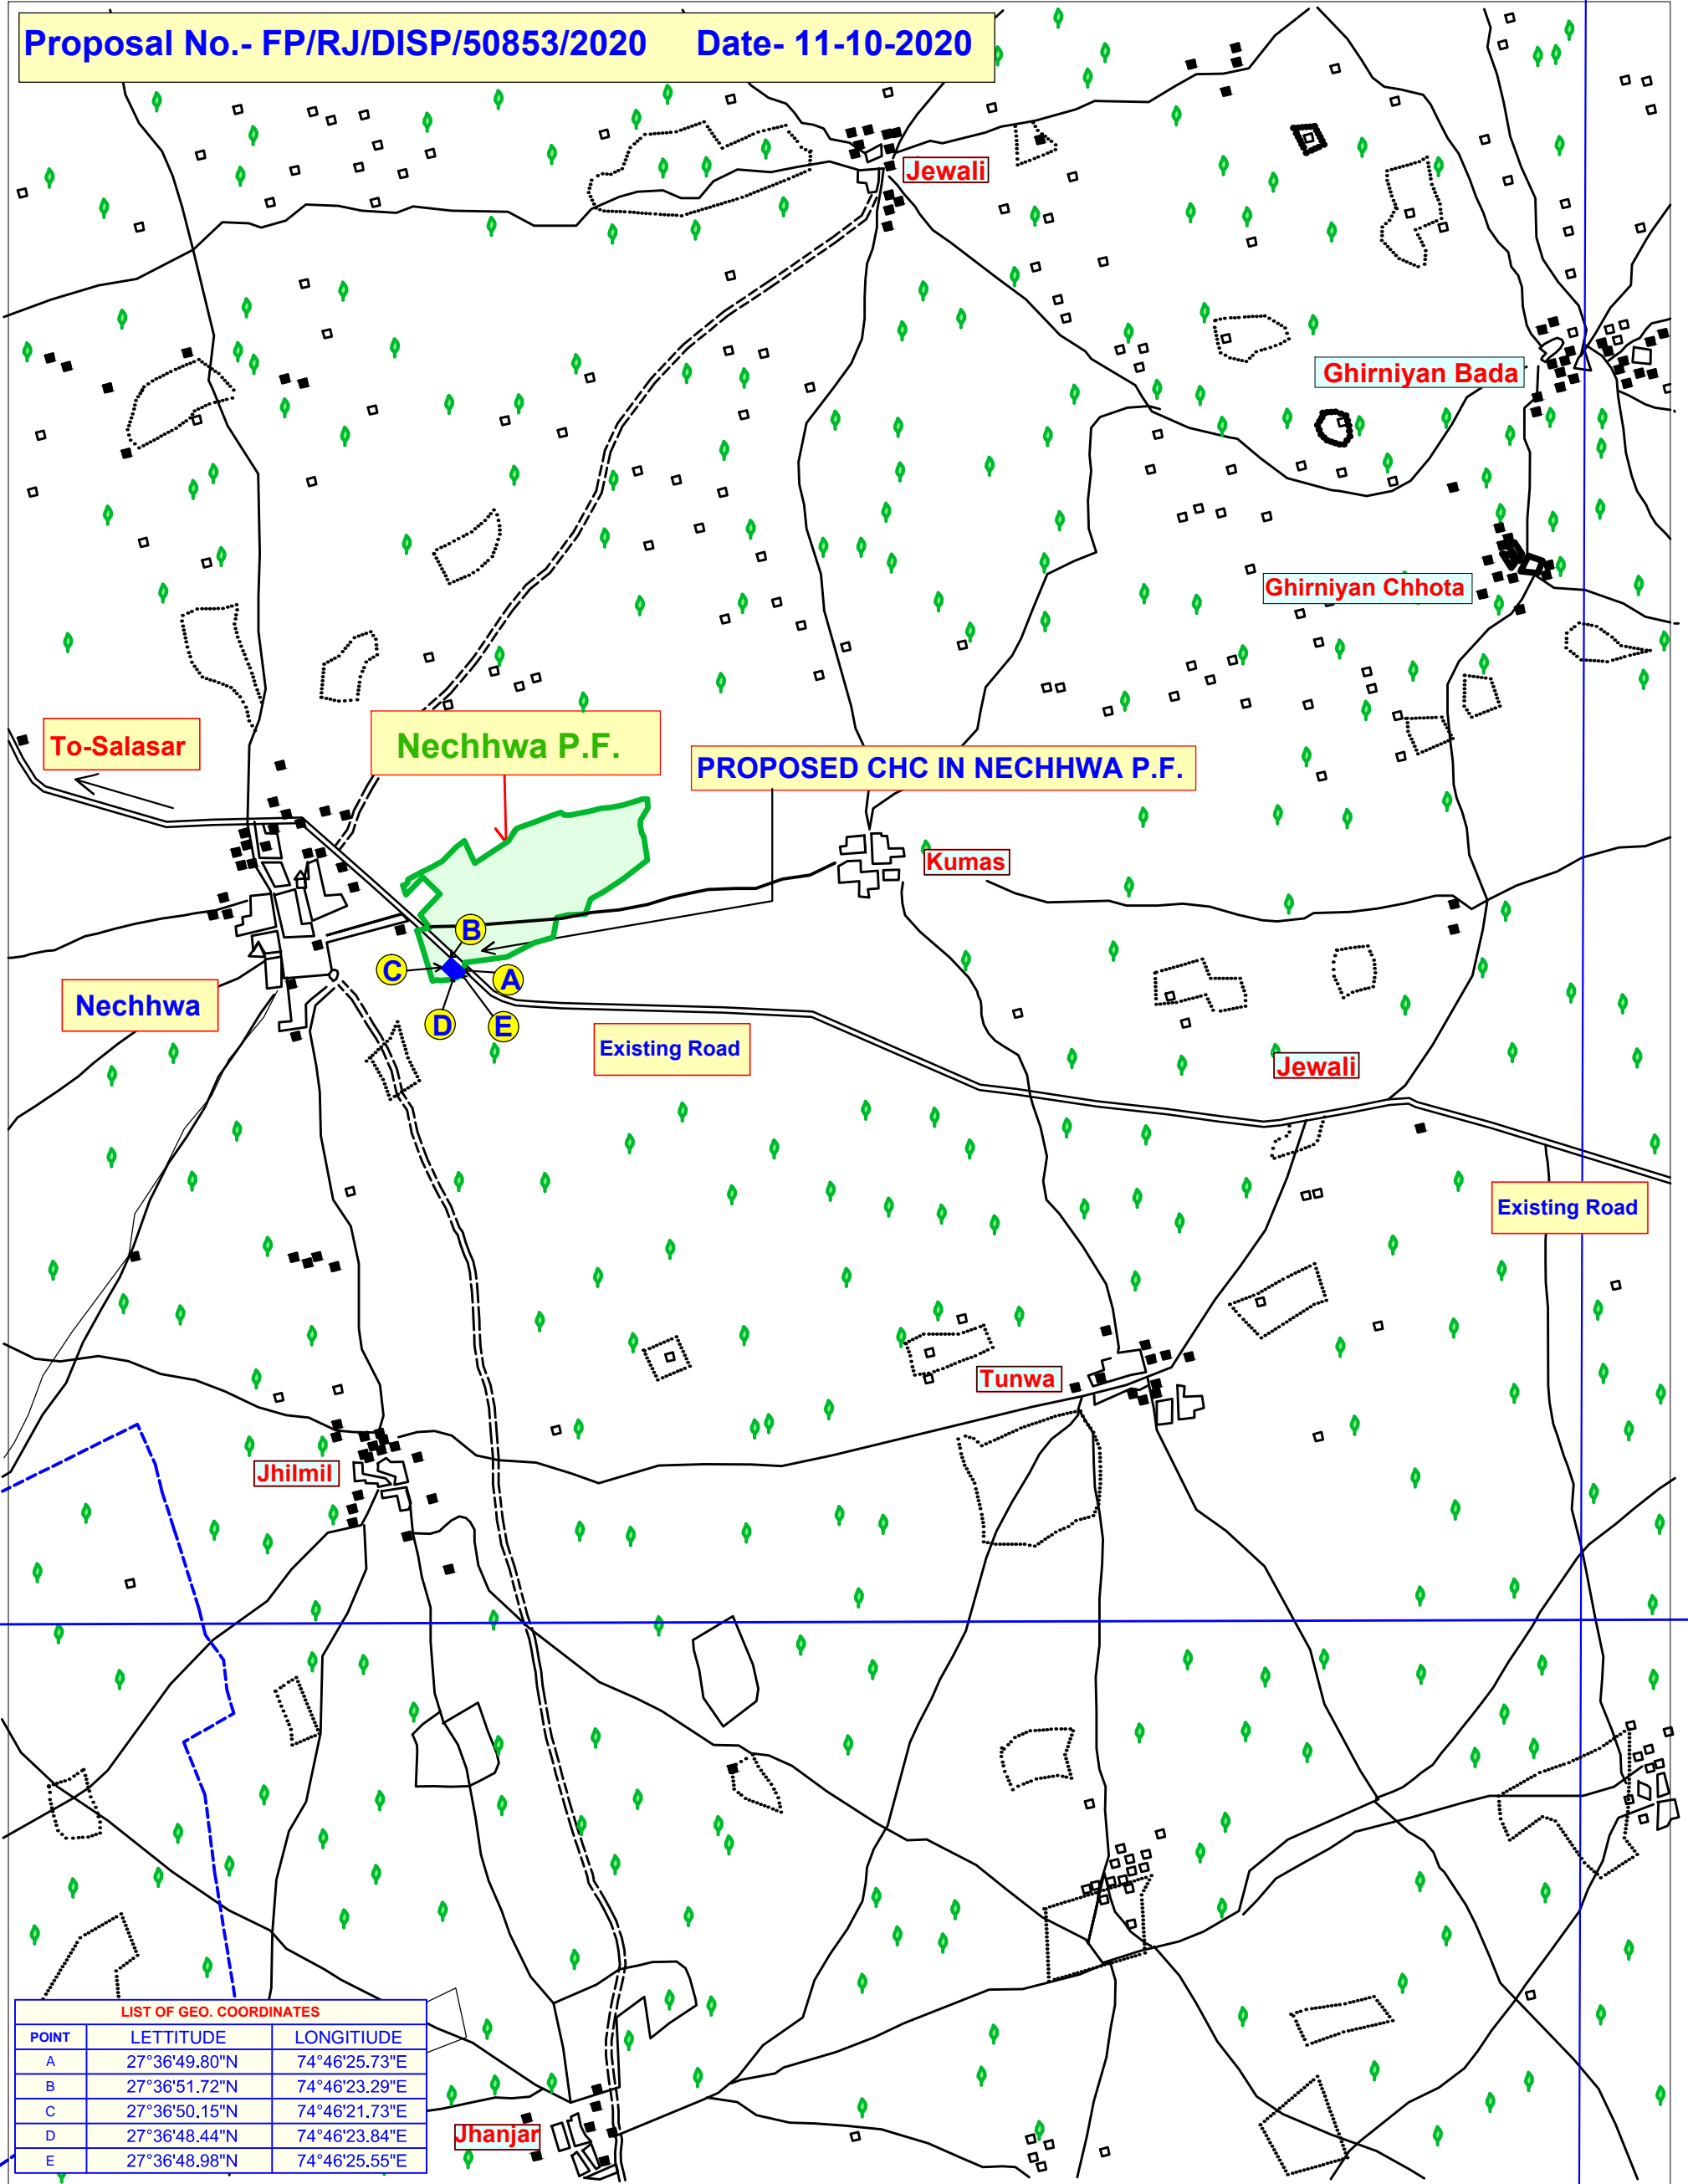 Proposal No.- FP/RJ/DISP/50853/2020 Date- 11-10-2020
Jewali
Ghirniyan Bada
Ghirniyan Chhota
To-Salasar
Nechhwa P.F.
PROPOSED CHC IN NECHHWA P.F.
Kumas
B
C
A
D
E
Nechhwa
Existing Road
Jewali
Existing Road
Tunwa
Jhilmil
LIST OF GEO. COORDINATES
POINT LETTITUDE LONGITIUDE
A 27°36'49.80"N 74°46'25.73"E
B 27°36'51.72"N 74°46'23.29"E
C 27°36'50.15"N 74°46'21.73"E
D 27°36'48.44"N 74°46'23.84"E
E 27°36'48.98"N 74°46'25.55"E
Jhanjar